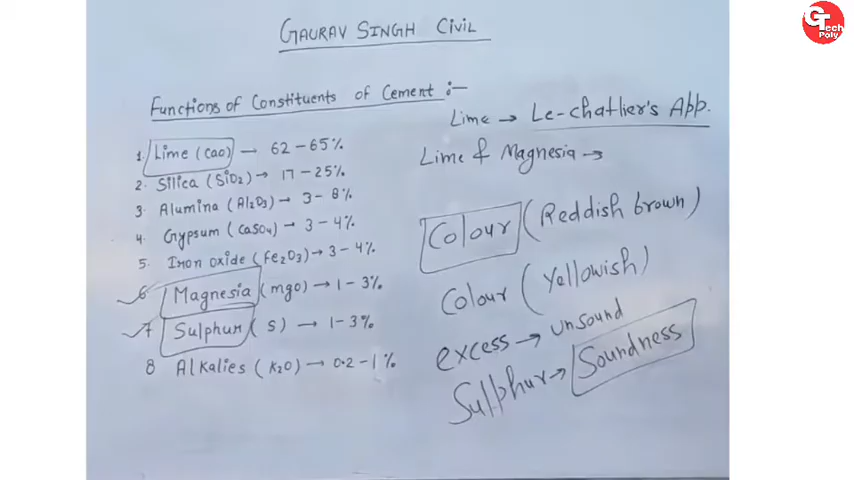 GAURAV SINGH CIVIL
GTech Poly
Functions of Constituents of Cement :-
1. Lime (CaO) → 62-65%
2. Silica (SiO2) → 17-25%
3. Alumina (Al2O3) → 3-8%
4. Gypsum (CaSO4) → 3-4%
5. Iron oxide (Fe2O3) → 3-4%
6. Magnesia (mgo) → 1-3%
7 Sulphur (S) → 1-3%
8 Alkalies (K2O) → 0.2-1%
Lime → Le-chatlier's App.
Lime & Magnesia →
Colour (Reddish brown)
Colour (Yellowish)
excess → unsound
Sulphur → Soundness